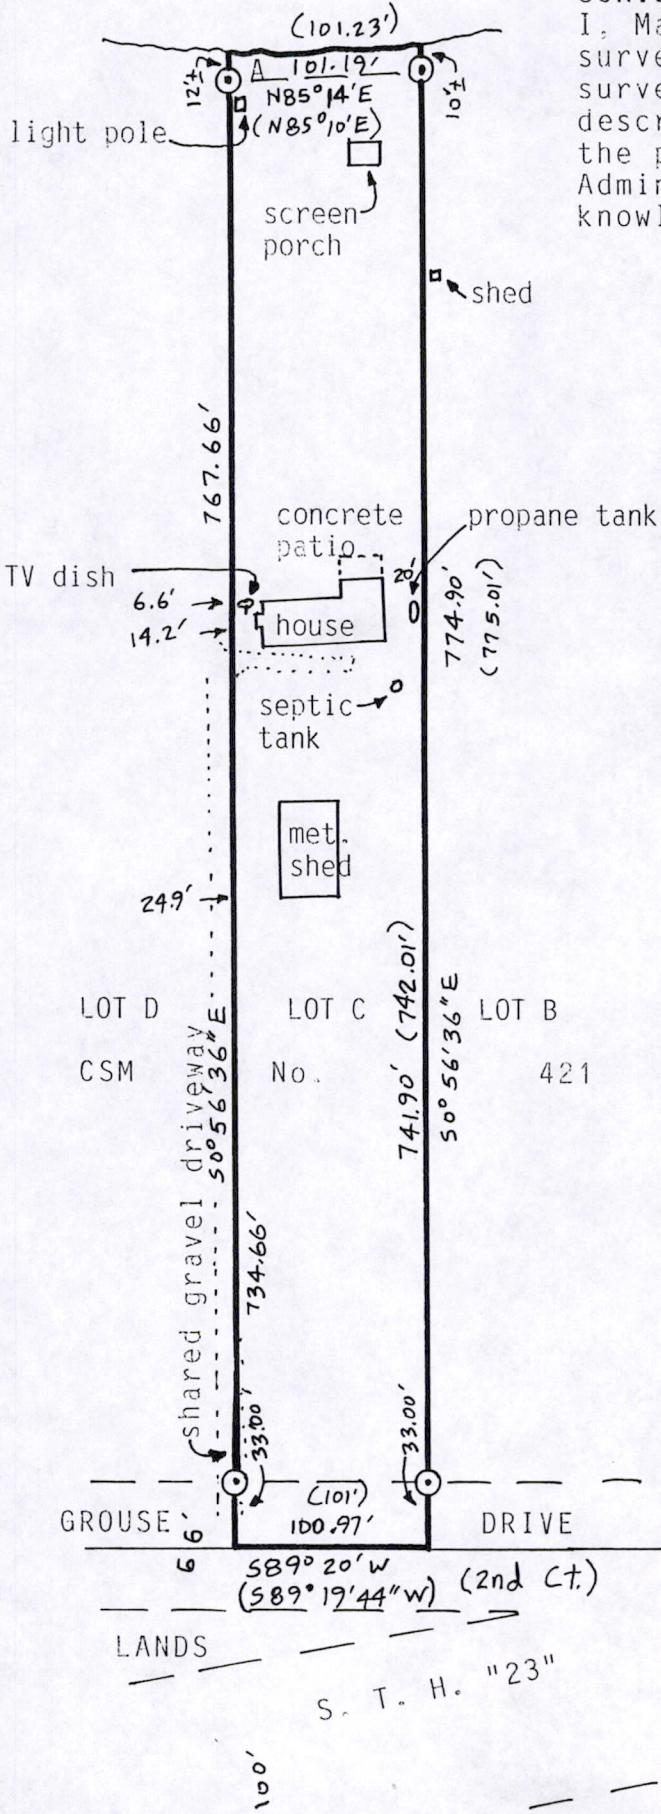 (101.23')
I, Ma
surve
surve
descr
the p
Admin
knowl
12'±
A 101.19'
10'±
N85°14'E
(N85°10'E)
light pole
screen
porch
shed
767.66'
concrete
patio
propane tank
TV dish
20'
6.6'
14.2'
house
774.90'
(775.01')
septic
tank
met.
shed
24.9'
LOT D
LOT C
LOT B
CSM
No.
421
741.90' (742.01')
S0°56'36"E
S0°56'36"E
shared gravel driveway
734.66'
33.00'
33.00'
(101')
GROUSE
100.97'
DRIVE
66'
S89°20'W
(S89°19'44"W)
(2nd Ct.)
LANDS
S. T. H. "23"
100'